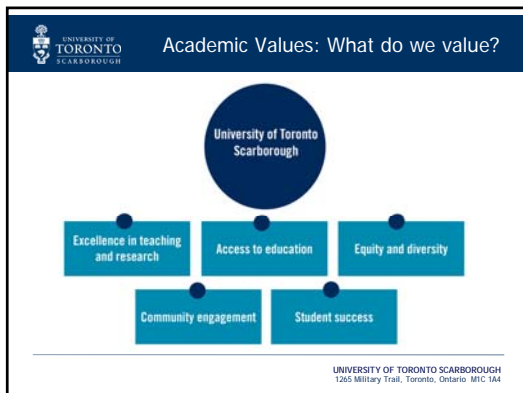 UNIVERSITY OF
TORONTO
SCARBOROUGH
Academic Values: What do we value?
University of Toronto
Scarborough
Excellence in teaching
and research
Access to education
Equity and diversity
Community engagement
Student success
UNIVERSITY OF TORONTO SCARBOROUGH
1265 Military Trail, Toronto, Ontario M1C 1A4